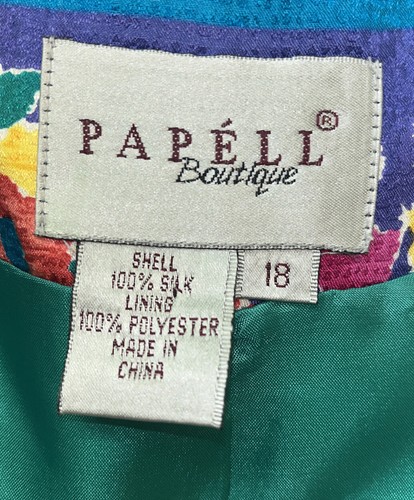 PAPÉLL®
Boutique
SHELL
100% SILK
LINING
100% POLYESTER
MADE IN
CHINA
18